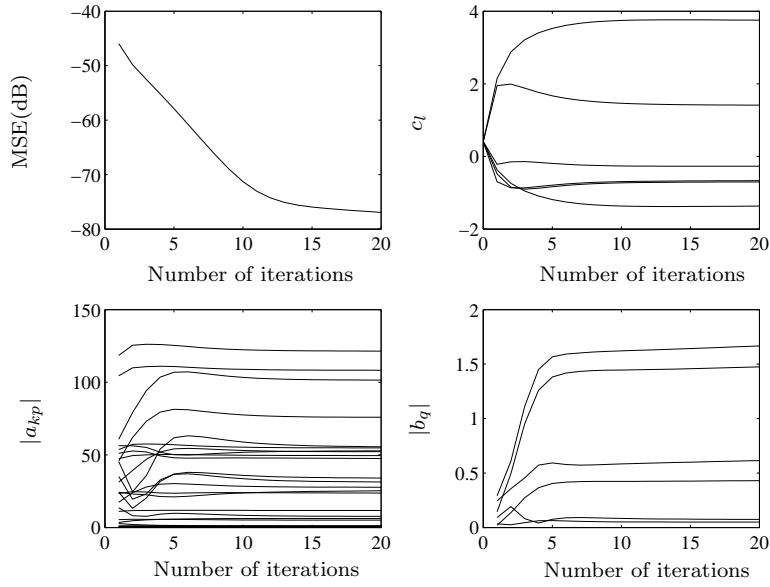 −40
−50
−60
−70
−80
MSE(dB)
0 5 10 15 20
Number of iterations
4
2
0
−2
c_l
0 5 10 15 20
Number of iterations
150
100
50
0
|a_{kp}|
0 5 10 15 20
Number of iterations
2
1.5
1
0.5
0
|b_q|
0 5 10 15 20
Number of iterations